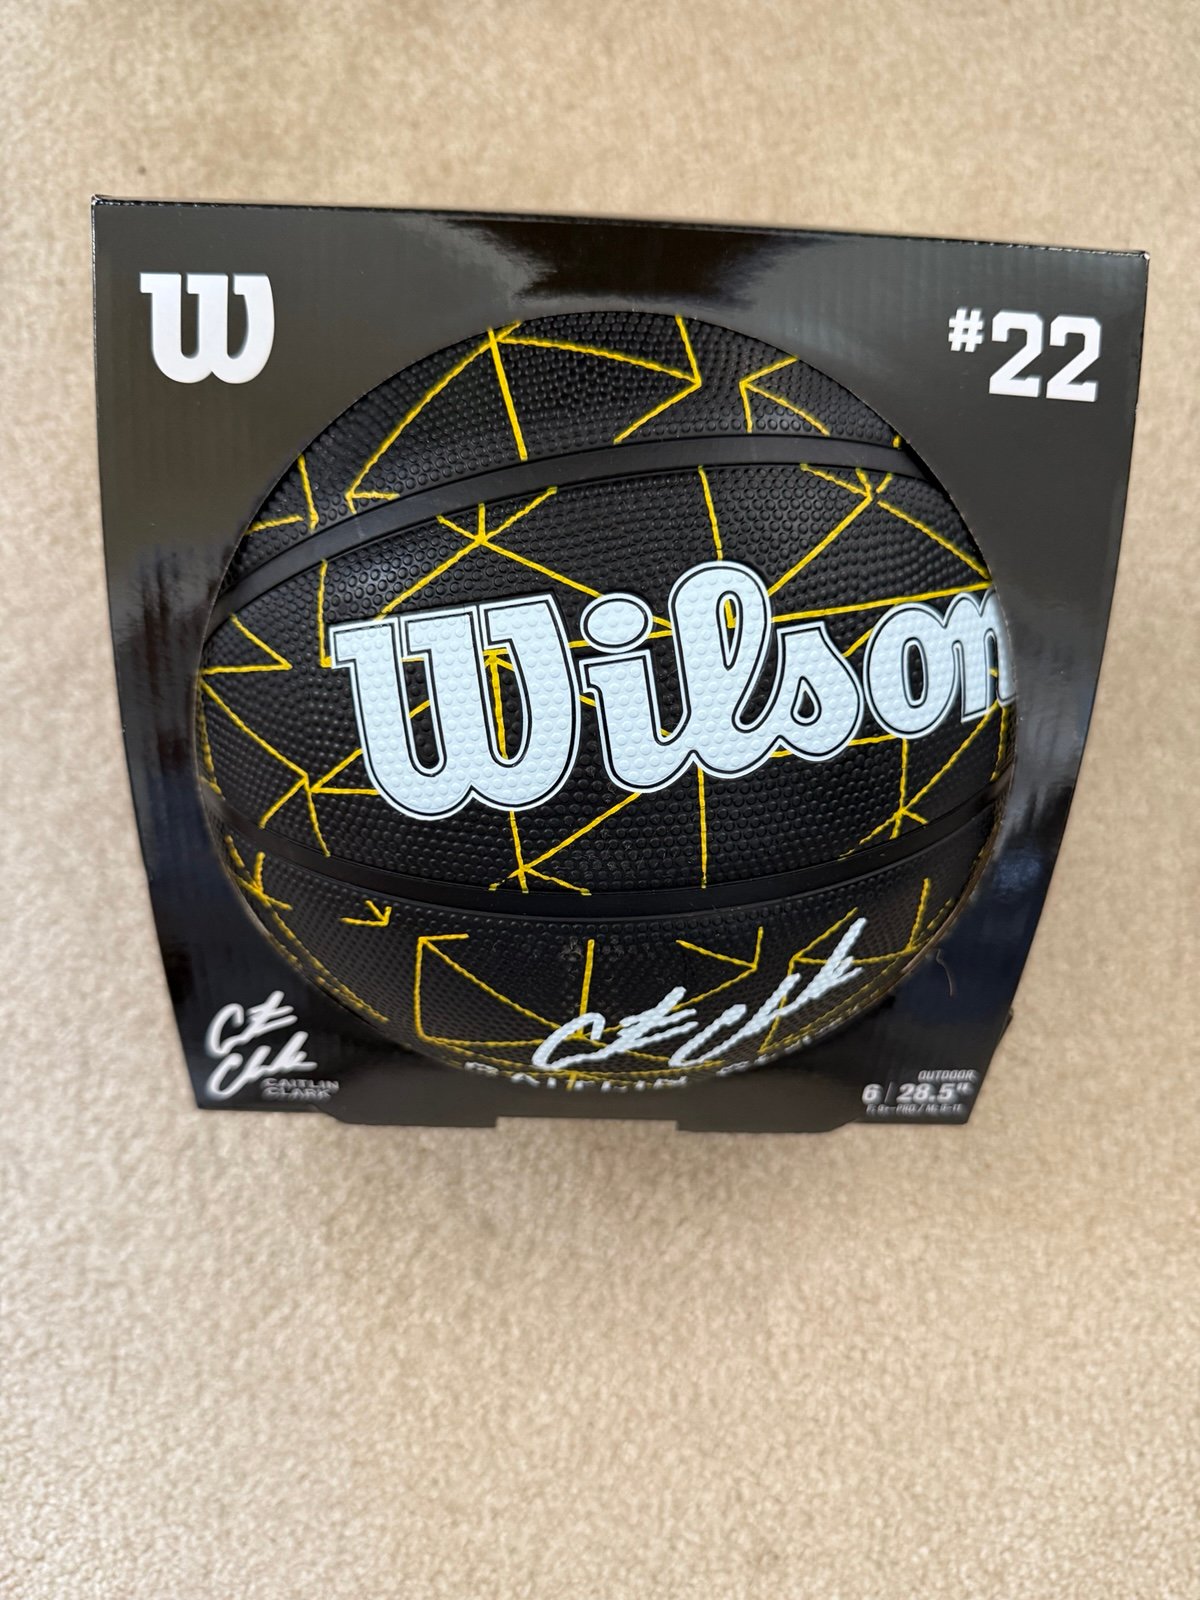 W
#22
Wilson
CAITLIN
CLARK
OUTDOOR
6 | 28.5"